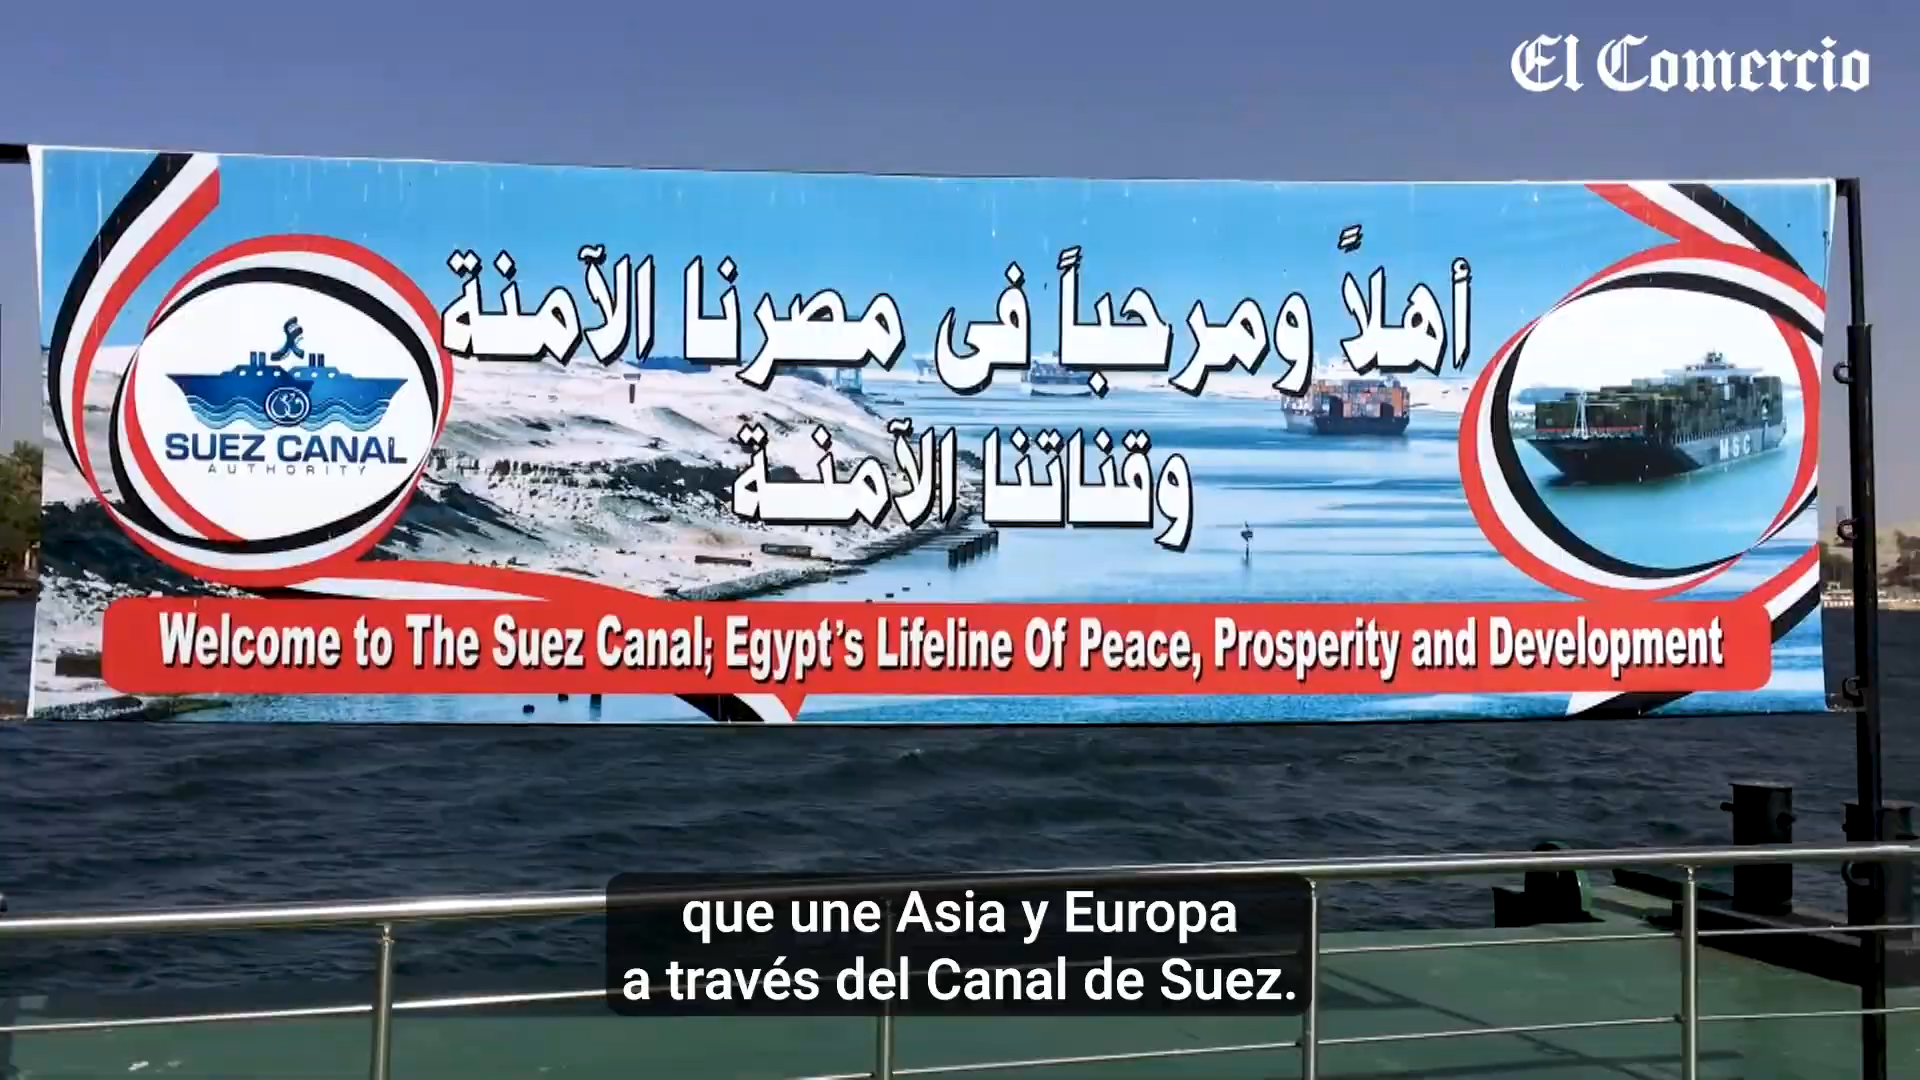 El Comercio
أهلاً ومرحباً فى مصرنا الآمنة
وقناتنا الآمنـة
SUEZ CANAL
AUTHORITY
MSC
Welcome to The Suez Canal; Egypt's Lifeline Of Peace, Prosperity and Development
que une Asia y Europa
a través del Canal de Suez.